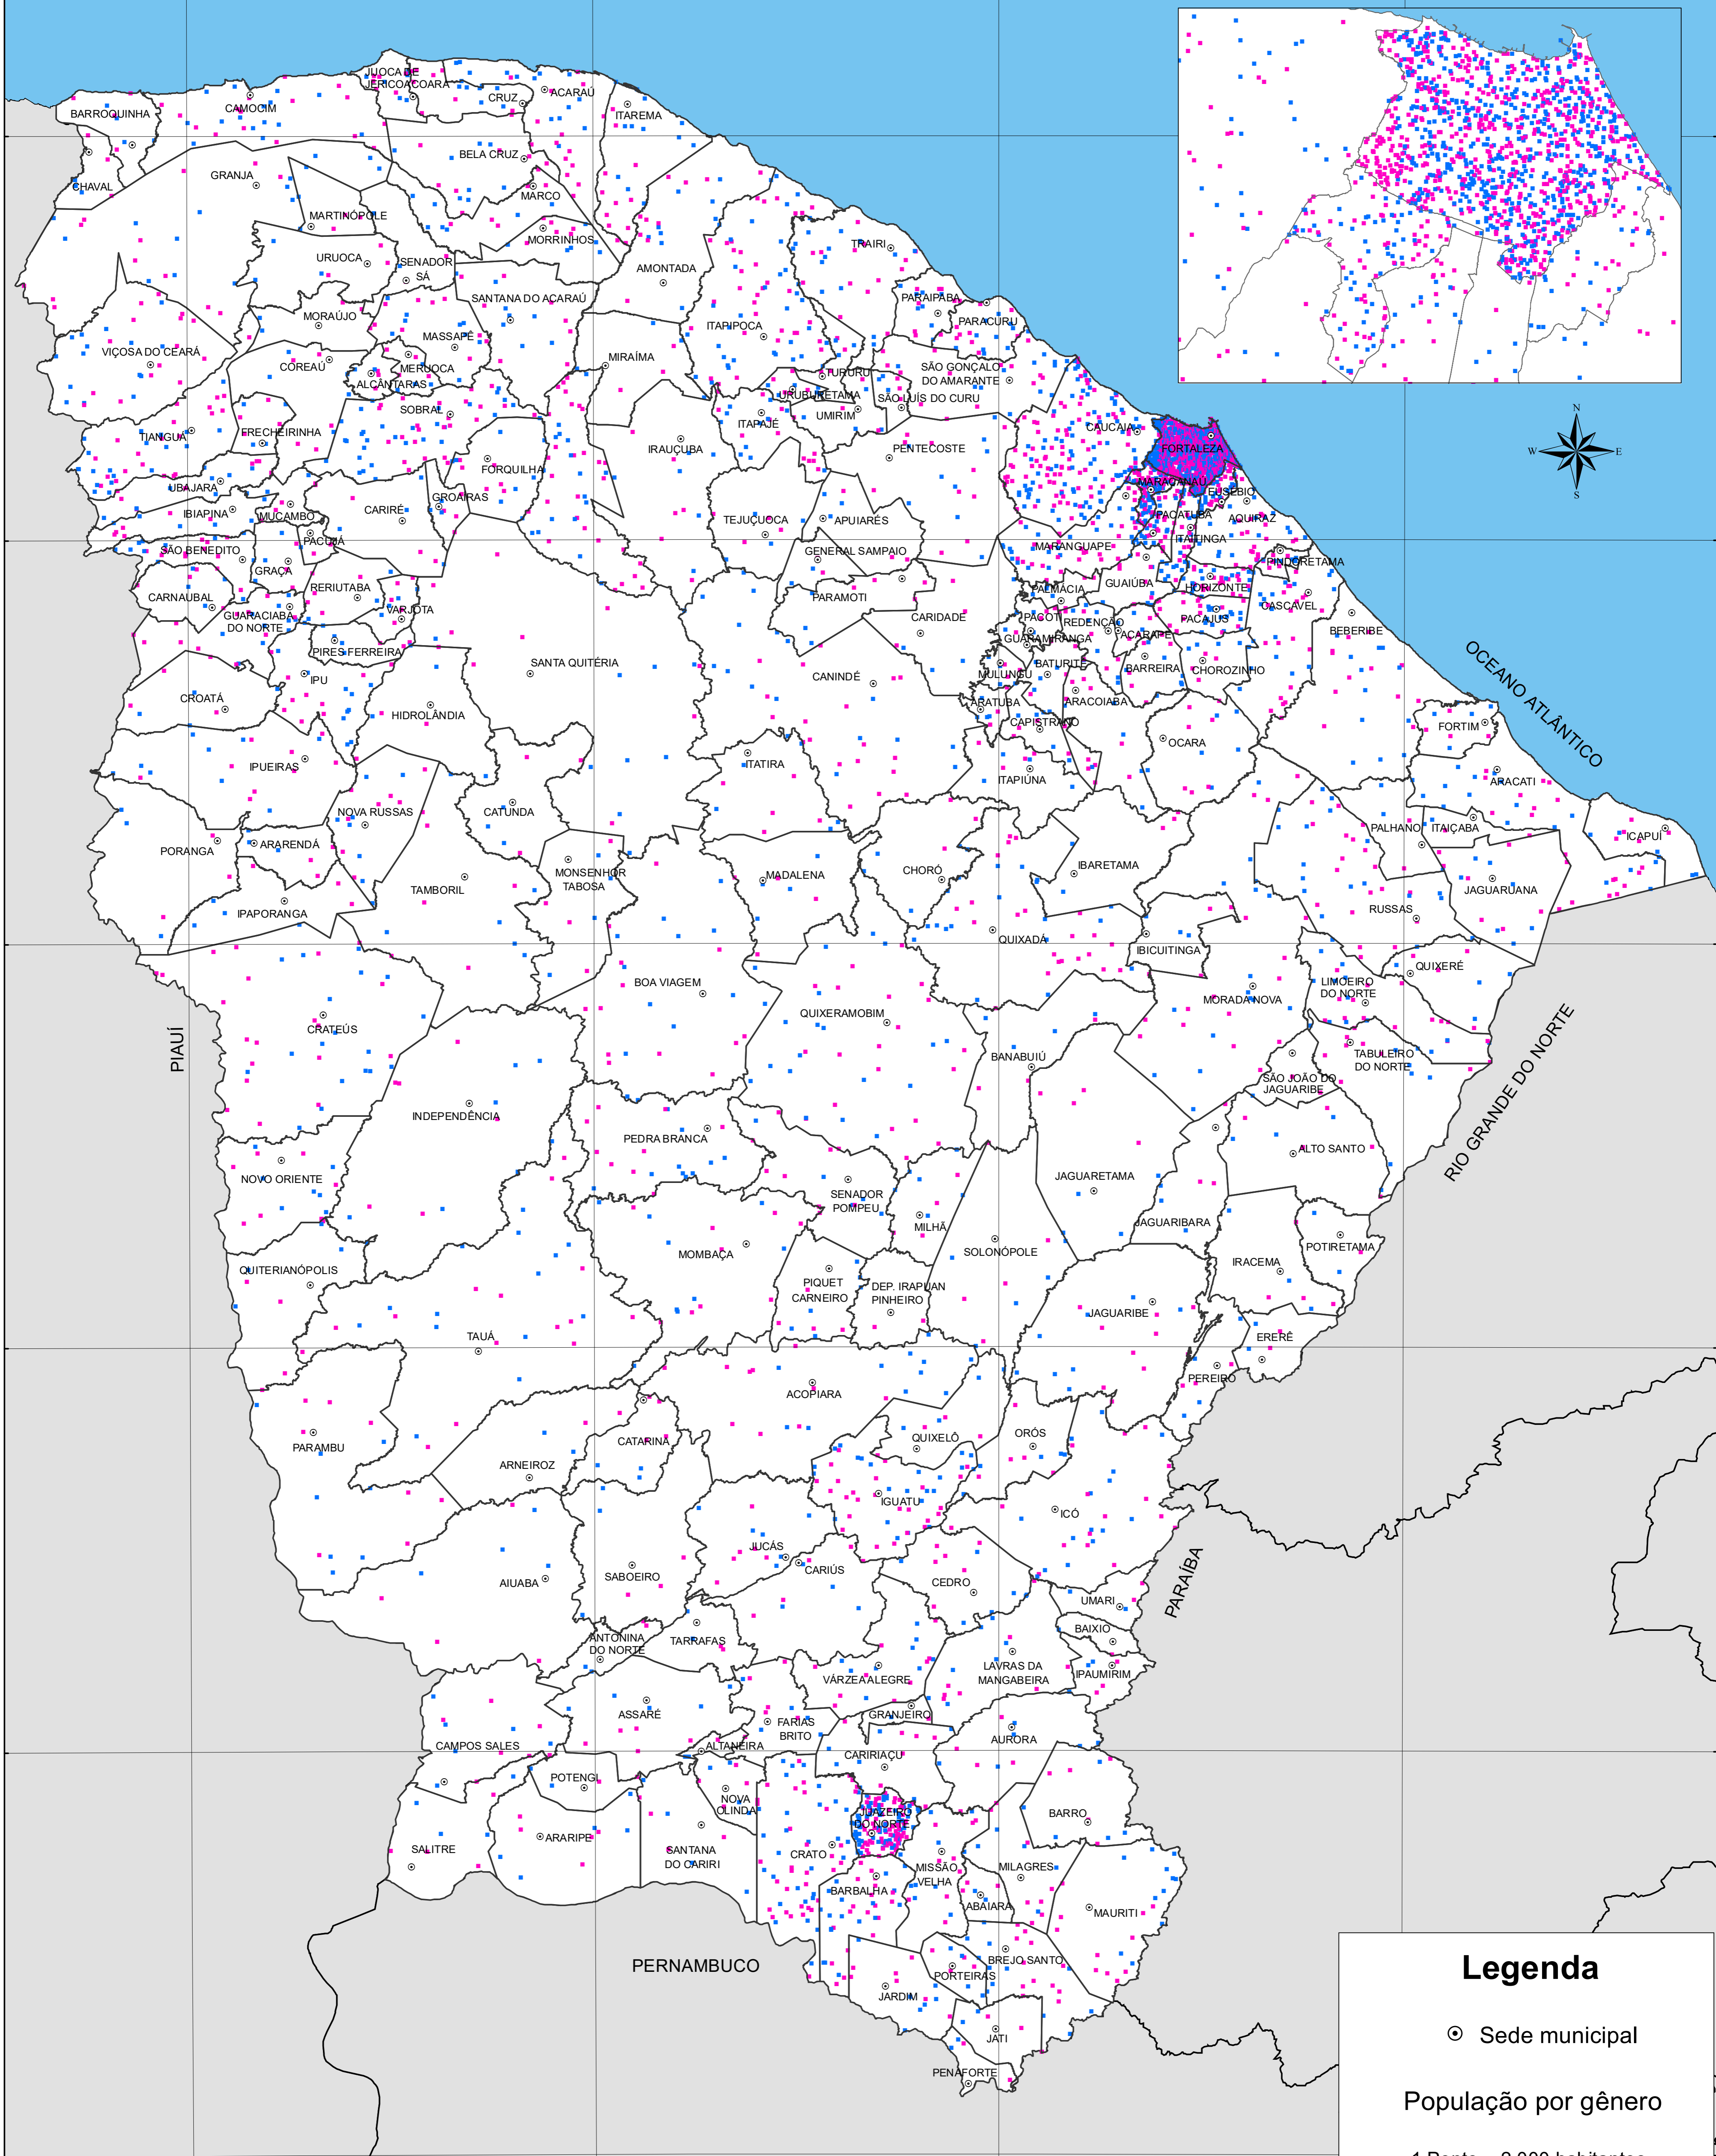 JIJOCA DE
JERICOACOARA
CRUZ
ACARAÚ
BARROQUINHA
CAMOCIM
ITAREMA
BELA CRUZ
CHAVAL
GRANJA
MARCO
MARTINÓPOLE
MORRINHOS
TRAIRI
URUOCA
SENADOR
SÁ
AMONTADA
SANTANA DO ACARAÚ
PARAIPABA
PARACURU
MORAÚJO
ITAPIPOCA
MASSAPÊ
VIÇOSA DO CEARÁ
MIRAÍMA
COREAÚ
MERUOCA
ALCÂNTARAS
TURURU
SÃO GONÇALO
DO AMARANTE
URUBURETAMA
SÃO LUÍS DO CURU
SOBRAL
UMIRIM
ITAPAJÉ
CAUCAIA
N
W
E
S
TIANGUÁ
FRECHEIRINHA
IRAUÇUBA
PENTECOSTE
FORTALEZA
FORQUILHA
MARACANAÚ
UBAJARA
EUSÉBIO
GROAÍRAS
IBIAPINA
MUCAMBO
CARIRÉ
TEJUÇUOCA
APUIARÉS
PACATUBA
AQUIRAZ
PACUJÁ
ITAITINGA
SÃO BENEDITO
GENERAL SAMPAIO
MARANGUAPE
PINDORETAMA
GRAÇA
RERIUTABA
GUAIÚBA
HORIZONTE
CARNAUBAL
PARAMOTI
PALMÁCIA
CASCAVEL
VARJOTA
GUARACIABA
DO NORTE
CARIDADE
PACOTI
REDENÇÃO
PACAJUS
BEBERIBE
GUARAMIRANGA
ACARAPE
PIRES FERREIRA
SANTA QUITÉRIA
BATURITÉ
BARREIRA
CHOROZINHO
OCEANO ATLÂNTICO
IPU
CANINDÉ
MULUNGU
CROATÁ
ARATUBA
ARACOIABA
HIDROLÂNDIA
CAPISTRANO
FORTIM
OCARA
IPUEIRAS
ITATIRA
ITAPIÚNA
ARACATI
NOVA RUSSAS
CATUNDA
PALHANO
ITAIÇABA
ICAPUÍ
PORANGA
ARARENDÁ
MONSENHOR
TABOSA
MADALENA
CHORÓ
IBARETAMA
TAMBORIL
JAGUARUANA
IPAPORANGA
RUSSAS
QUIXADÁ
IBICUITINGA
QUIXERÉ
BOA VIAGEM
LIMOEIRO
DO NORTE
MORADA NOVA
QUIXERAMOBIM
CRATEÚS
PIAUÍ
BANABUIÚ
TABULEIRO
DO NORTE
SÃO JOÃO DO
JAGUARIBE
RIO GRANDE DO NORTE
INDEPENDÊNCIA
PEDRA BRANCA
ALTO SANTO
NOVO ORIENTE
JAGUARETAMA
SENADOR
POMPEU
MILHÃ
JAGUARIBARA
MOMBAÇA
SOLONÓPOLE
POTIRETAMA
IRACEMA
QUITERIANÓPOLIS
PIQUET
CARNEIRO
DEP. IRAPUAN
PINHEIRO
JAGUARIBE
TAUÁ
ERERÊ
PEREIRO
ACOPIARA
PARAMBU
CATARINA
QUIXELÔ
ORÓS
ARNEIROZ
IGUATU
ICÓ
JUCÁS
CARIÚS
AIUABA
SABOEIRO
CEDRO
PARAÍBA
UMARI
ANTONINA
DO NORTE
TARRAFAS
BAIXIO
VÁRZEA ALEGRE
LAVRAS DA
MANGABEIRA
IPAUMIRIM
ASSARÉ
FARIAS
BRITO
GRANJEIRO
AURORA
CAMPOS SALES
ALTANEIRA
CARIRIAÇU
POTENGI
NOVA
OLINDA
JUAZEIRO
DO NORTE
BARRO
ARARIPE
SALITRE
SANTANA
DO CARIRI
CRATO
MISSÃO
VELHA
MILAGRES
BARBALHA
ABAIARA
MAURITI
BREJO SANTO
PERNAMBUCO
PORTEIRAS
JARDIM
JATI
PENAFORTE
Legenda
Sede municipal
População por gênero